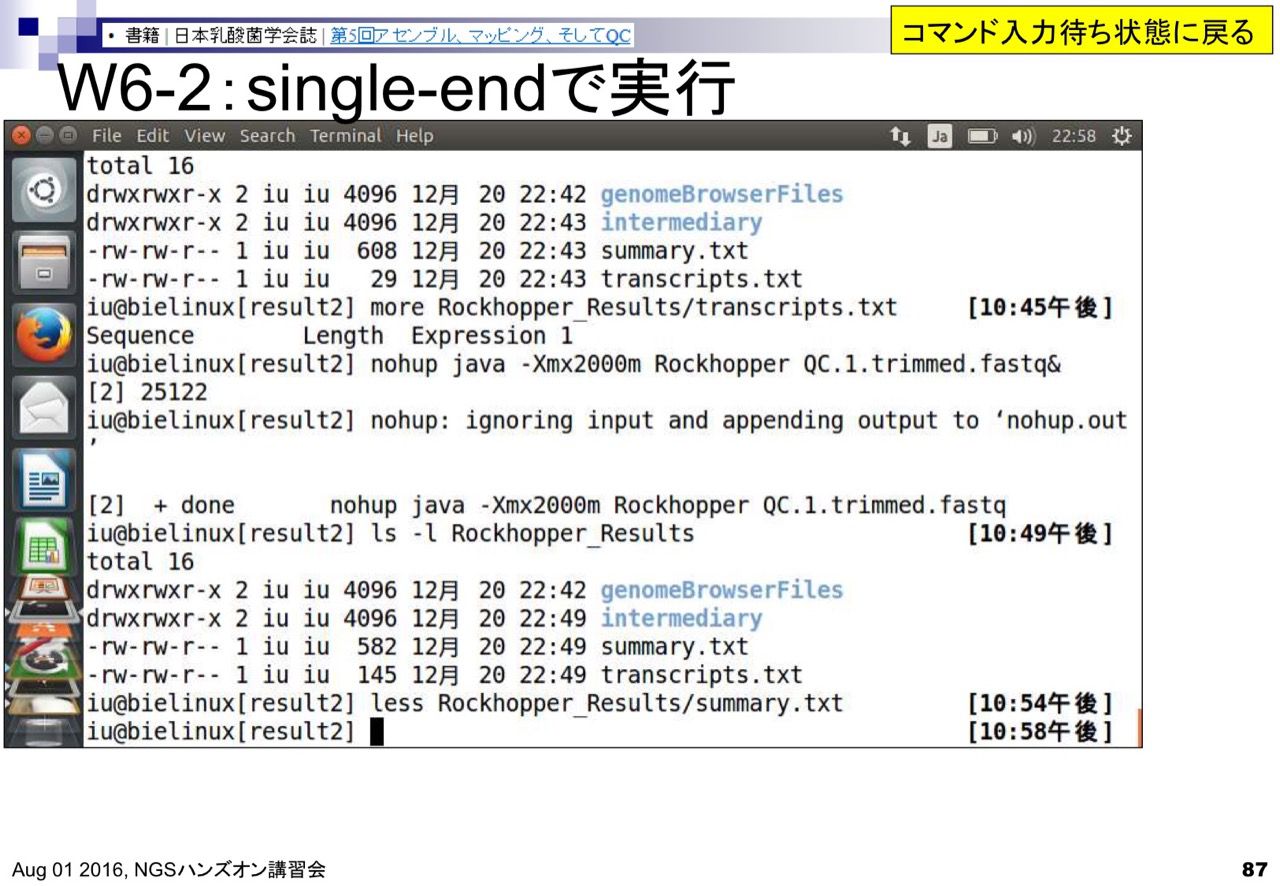 • 書籍 | 日本乳酸菌学会誌 | 第5回アセンブル、マッピング、そしてQC
コマンド入力待ち状態に戻る
W6-2：single-endで実行
File Edit View Search Terminal Help Ja 22:58
total 16
drwxrwxr-x 2 iu iu 4096 12月 20 22:42 genomeBrowserFiles
drwxrwxr-x 2 iu iu 4096 12月 20 22:43 intermediary
-rw-rw-r-- 1 iu iu  608 12月 20 22:43 summary.txt
-rw-rw-r-- 1 iu iu   29 12月 20 22:43 transcripts.txt
iu@bielinux[result2] more Rockhopper_Results/transcripts.txt [10:45午後]
Sequence Length Expression 1
iu@bielinux[result2] nohup java -Xmx2000m Rockhopper QC.1.trimmed.fastq&
[2] 25122
iu@bielinux[result2] nohup: ignoring input and appending output to ‘nohup.out
’
[2]  + done nohup java -Xmx2000m Rockhopper QC.1.trimmed.fastq
iu@bielinux[result2] ls -l Rockhopper_Results [10:49午後]
total 16
drwxrwxr-x 2 iu iu 4096 12月 20 22:42 genomeBrowserFiles
drwxrwxr-x 2 iu iu 4096 12月 20 22:49 intermediary
-rw-rw-r-- 1 iu iu  582 12月 20 22:49 summary.txt
-rw-rw-r-- 1 iu iu  145 12月 20 22:49 transcripts.txt
iu@bielinux[result2] less Rockhopper_Results/summary.txt [10:54午後]
iu@bielinux[result2] [10:58午後]
Aug 01 2016, NGSハンズオン講習会
87